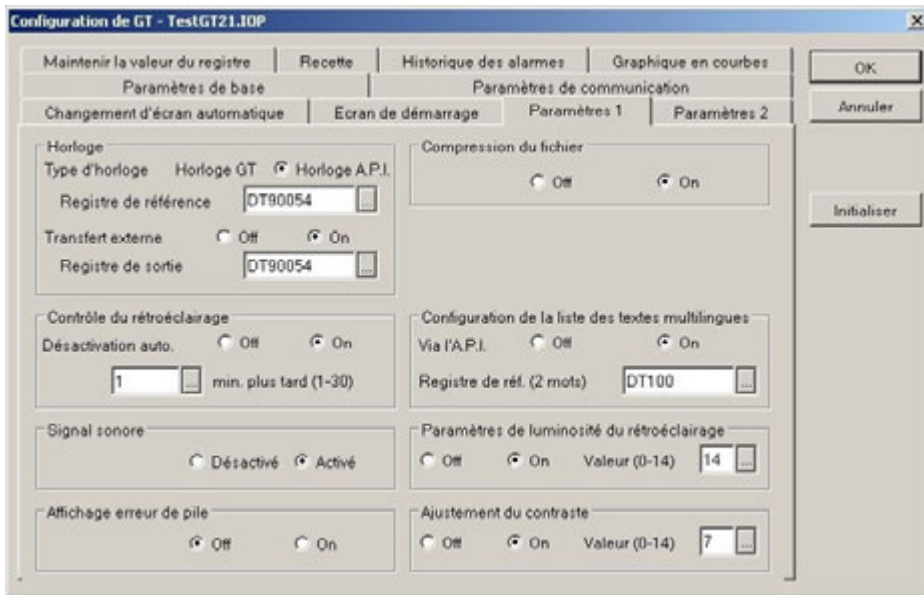 Configuration de GT - TestGT21.IOP
Maintenir la valeur du registre Recette Historique des alarmes Graphique en courbes
Paramètres de base Paramètres de communication
Changement d'écran automatique Ecran de démarrage Paramètres 1 Paramètres 2
OK
Annuler
Initialiser
Horloge
Type d'horloge Horloge GT Horloge A.P.I.
Registre de référence DT90054 ...
Transfert externe Off On
Registre de sortie DT90054 ...
Compression du fichier
Off On
Contrôle du rétroéclairage
Désactivation auto. Off On
1 ... min. plus tard (1-30)
Configuration de la liste des textes multilingues
Via l'A.P.I. Off On
Registre de réf. (2 mots) DT100 ...
Signal sonore
Désactivé Activé
Paramètres de luminosité du rétroéclairage
Off On Valeur (0-14) 14 ...
Affichage erreur de pile
Off On
Ajustement du contraste
Off On Valeur (0-14) 7 ...